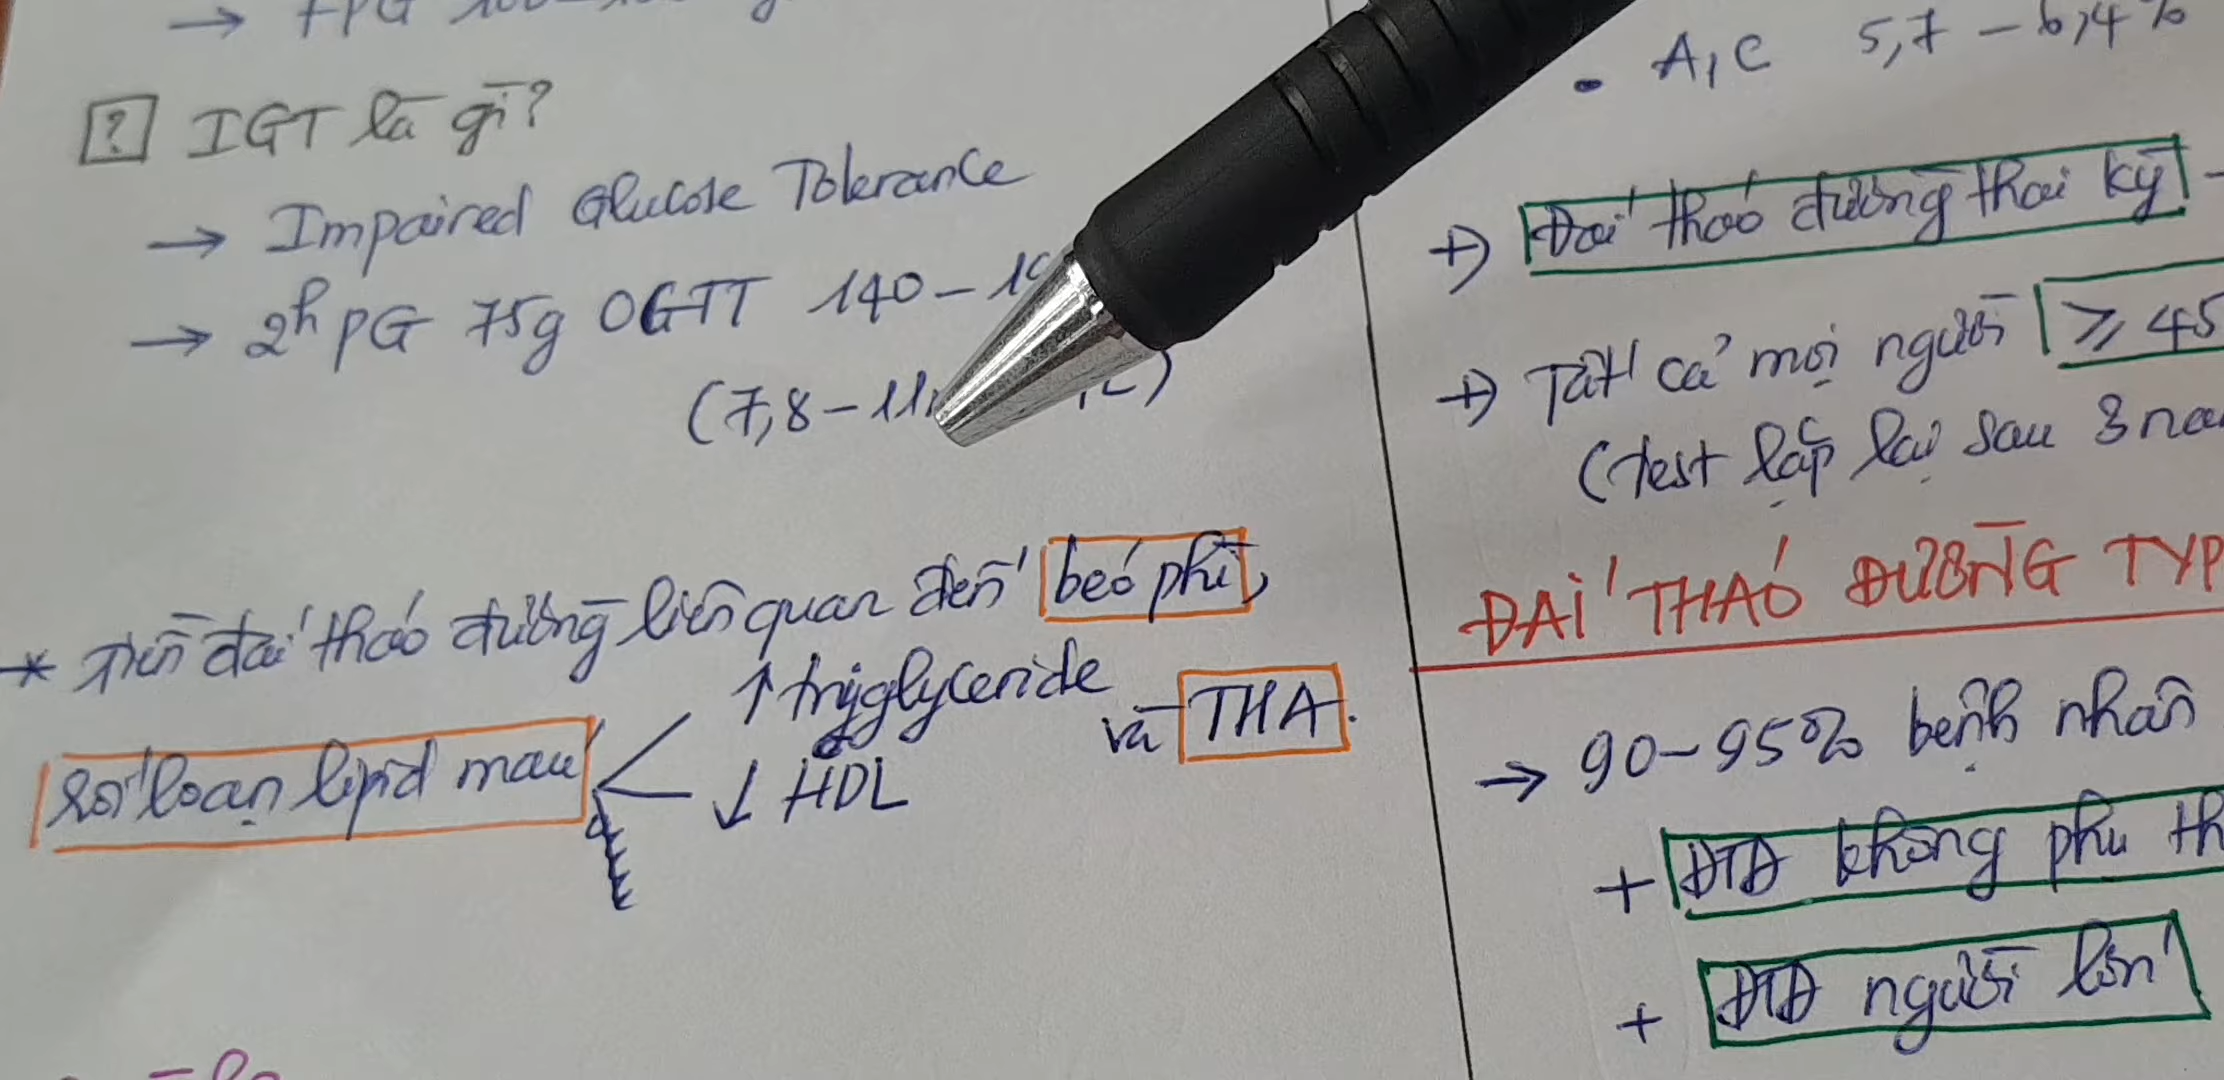 → FPG
? IGT là gì?
→ Impaired Glucose Tolerance
→ 2h PG 75g OGTT 140 –
(7,8 – 11,
* Tiền đái tháo đường liên quan đến béo phì,
rối loạn lipid máu
↑ tryglyceride
↓ HDL
và THA.
• A1C 5,7 – 6,4%
+) Đái tháo đường thai kỳ
+) Tất cả mọi người ≥ 45
(test lặp lại sau 3
ĐÁI THÁO ĐƯỜNG TYP
→ 90–95% bệnh nhân
+ ĐTĐ không phụ
+ ĐTĐ người lớn